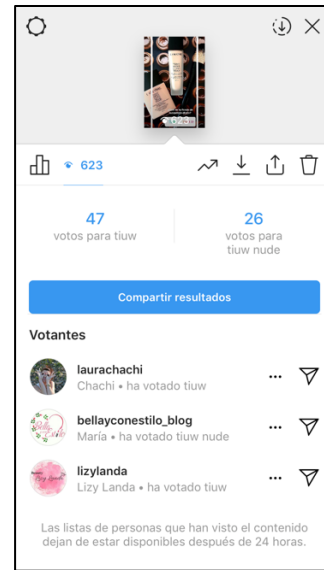 623
47
votos para tiuw
26
votos para
tiuw nude
Compartir resultados
Votantes
laurachachi
Chachi • ha votado tiuw
bellayconestilo_blog
María • ha votado tiuw nude
lizylanda
Lizy Landa • ha votado tiuw
Las listas de personas que han visto el contenido
dejan de estar disponibles después de 24 horas.